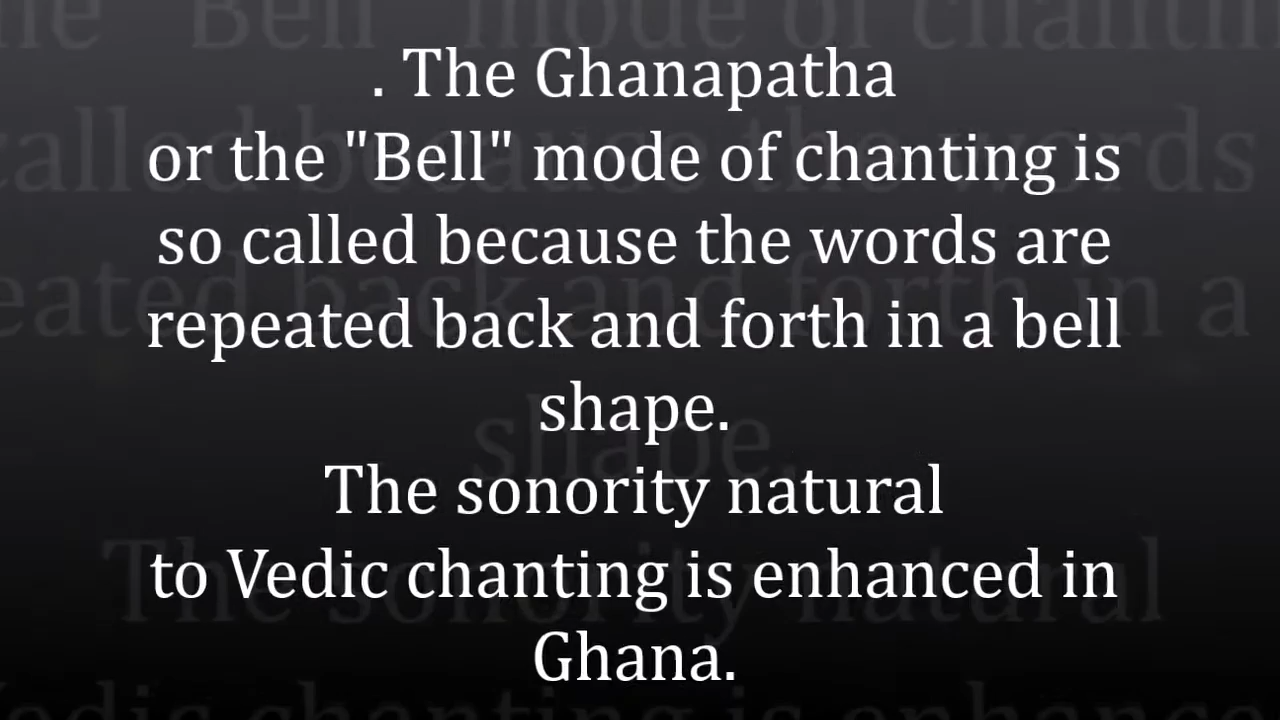 . The Ghanapatha
or the "Bell" mode of chanting is
so called because the words are
repeated back and forth in a bell
shape.
The sonority natural
to Vedic chanting is enhanced in
Ghana.